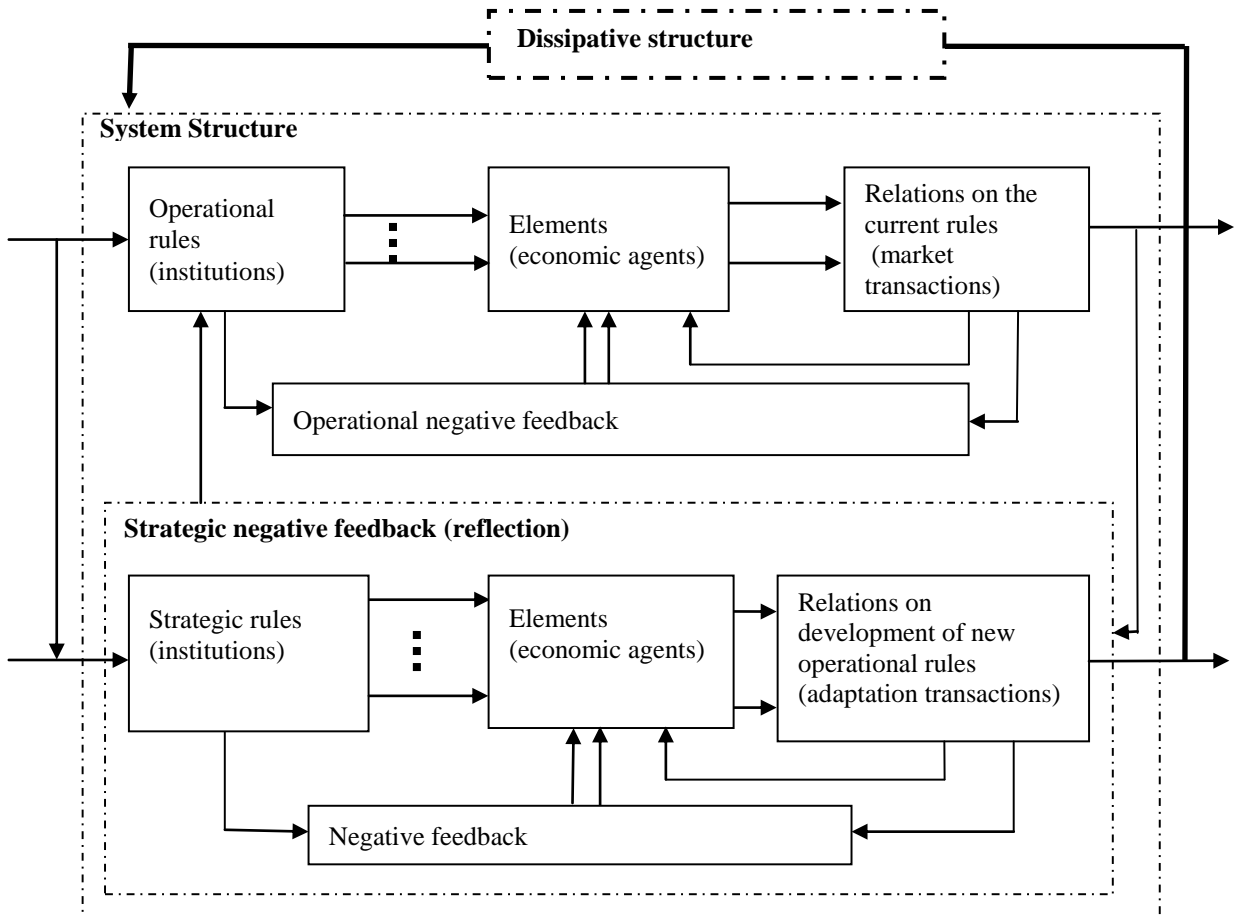 Dissipative structure
System Structure
Operational
rules
(institutions)
Elements
(economic agents)
Relations on the
current rules
(market
transactions)
Operational negative feedback
Strategic negative feedback (reflection)
Strategic rules
(institutions)
Elements
(economic agents)
Relations on
development of new
operational rules
(adaptation transactions)
Negative feedback